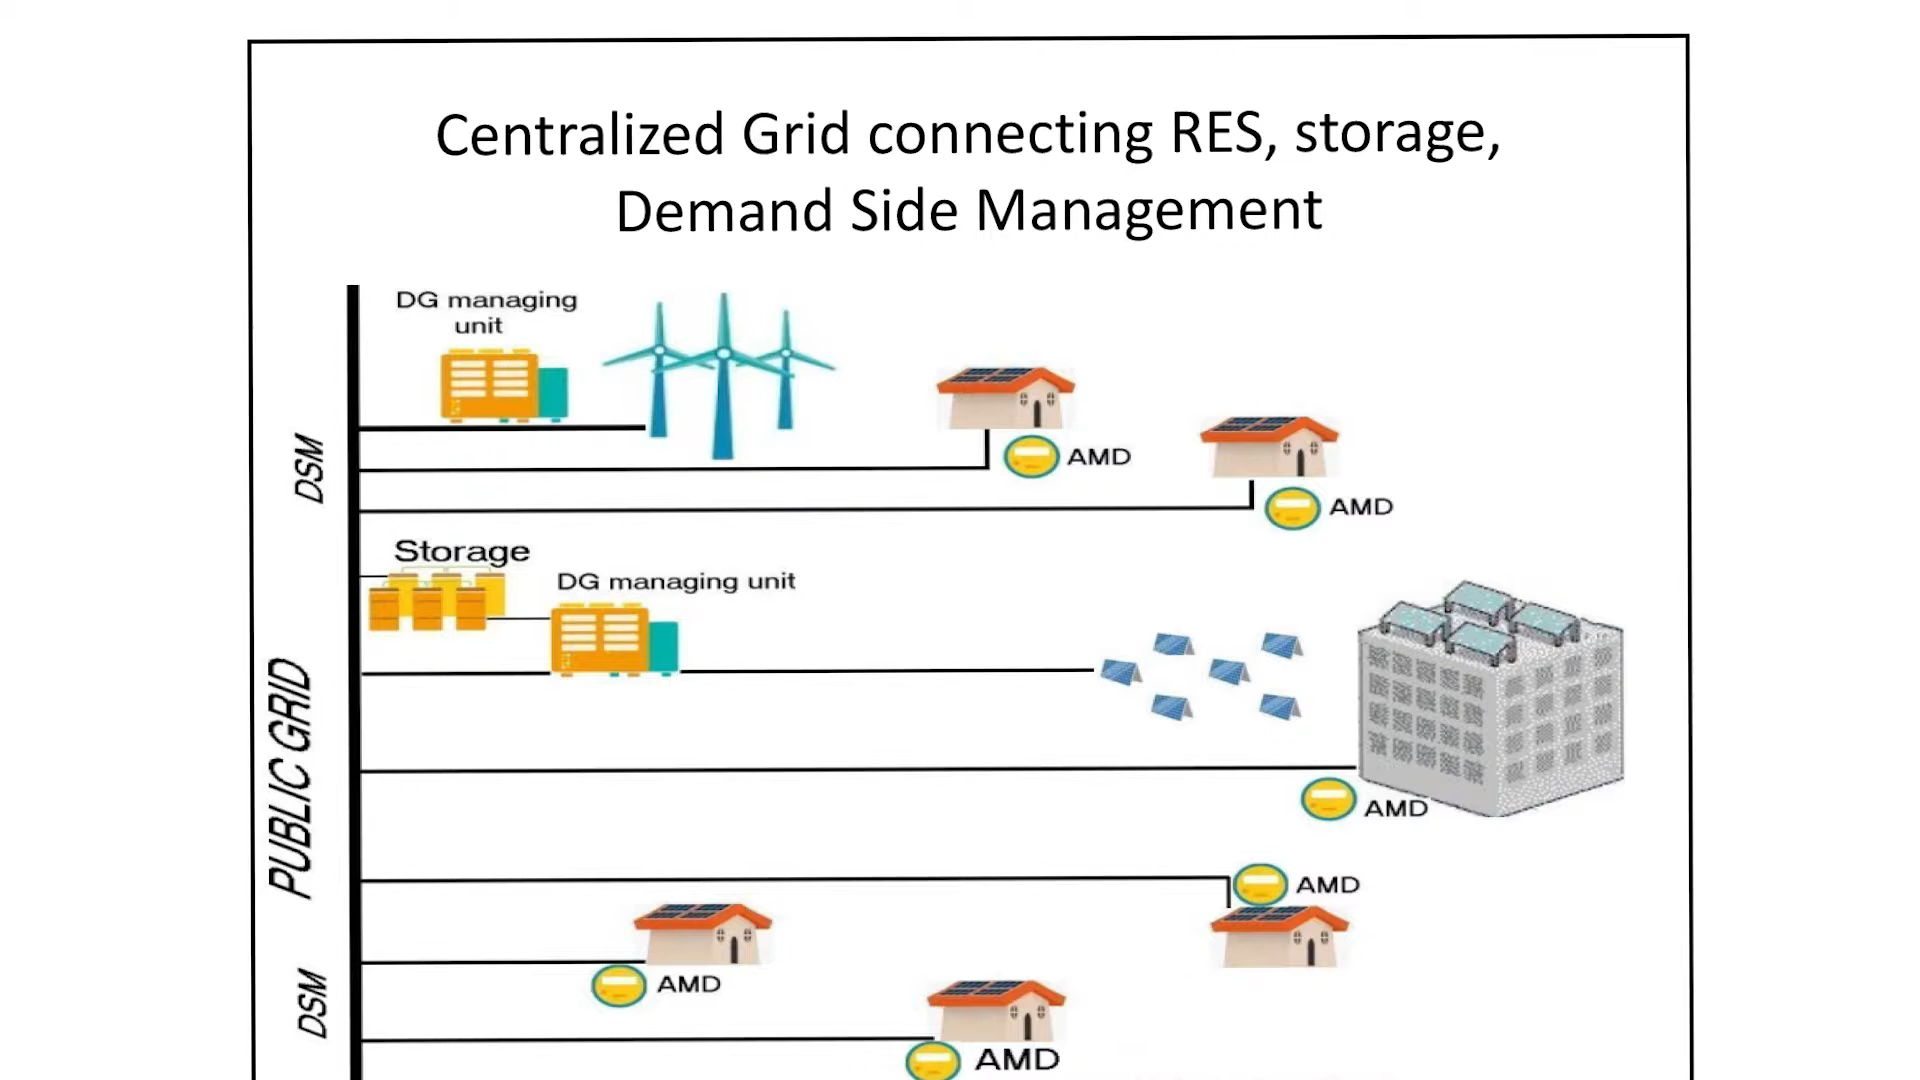 Centralized Grid connecting RES, storage,
Demand Side Management
DG managing
unit
DSM
AMD
AMD
Storage
DG managing unit
PUBLIC GRID
AMD
AMD
AMD
DSM
AMD